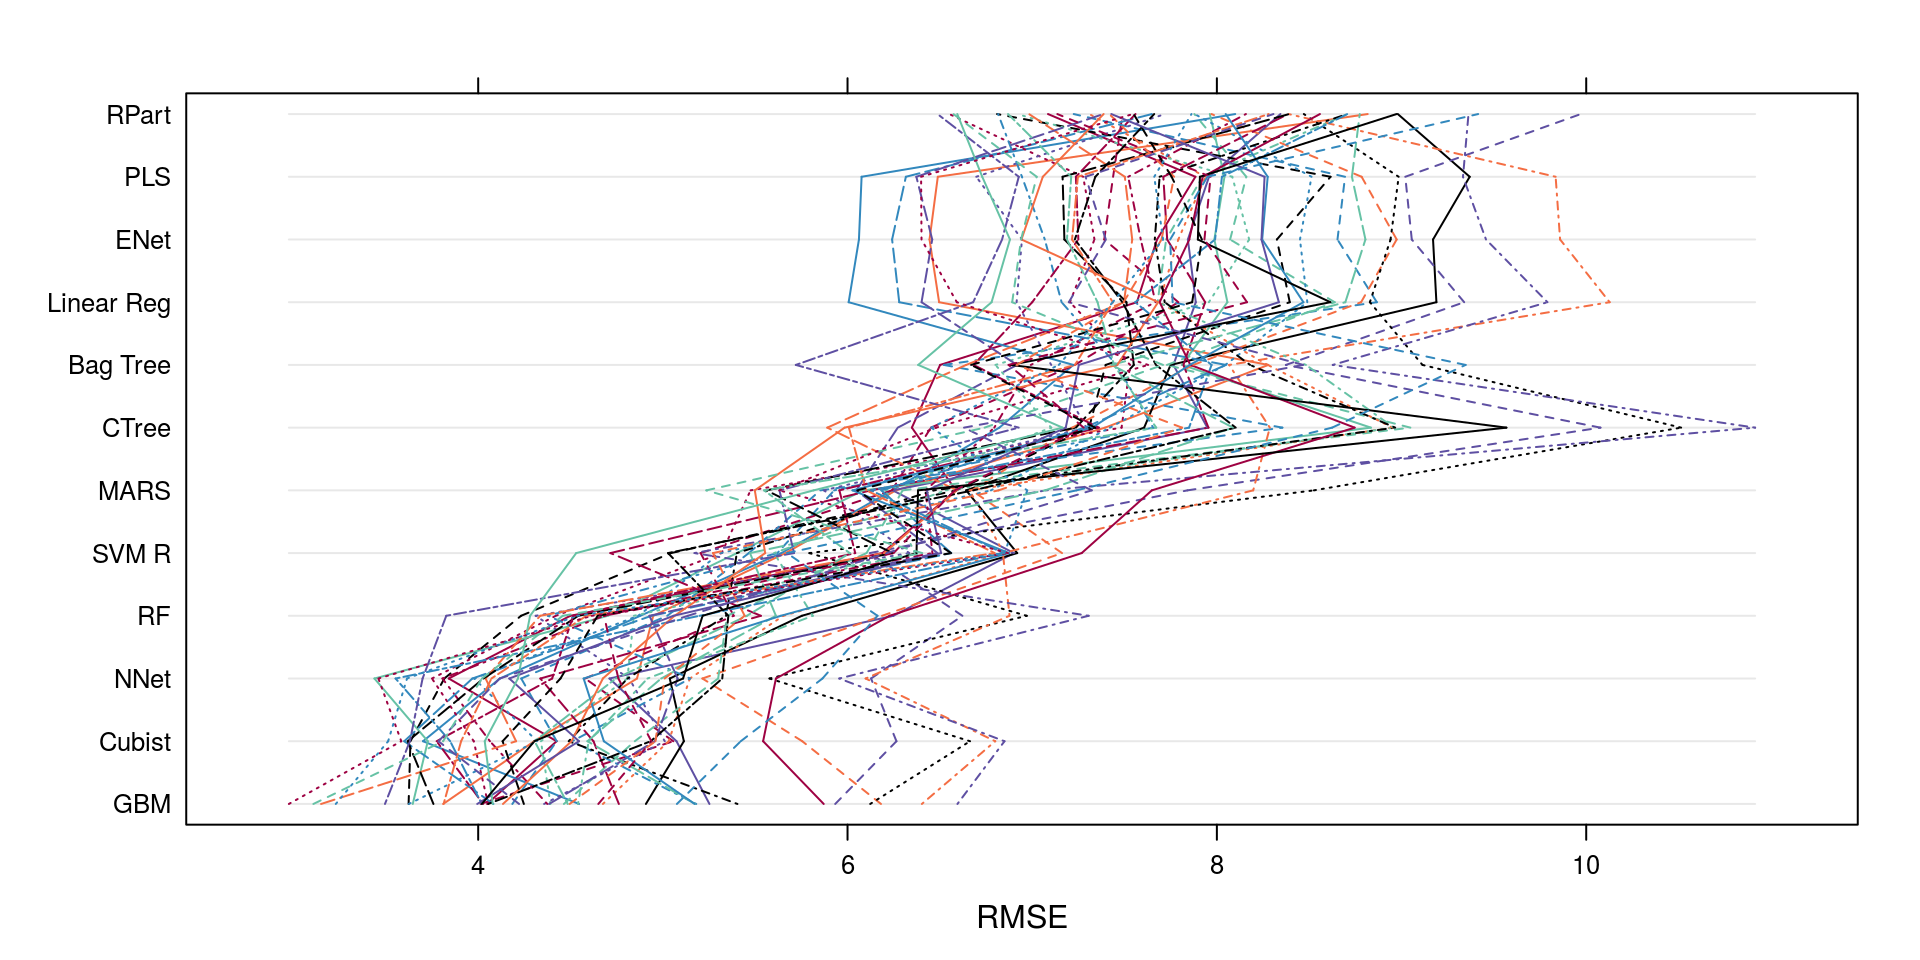 RPart
PLS
ENet
Linear Reg
Bag Tree
CTree
MARS
SVM R
RF
NNet
Cubist
GBM
4 6 8 10
RMSE